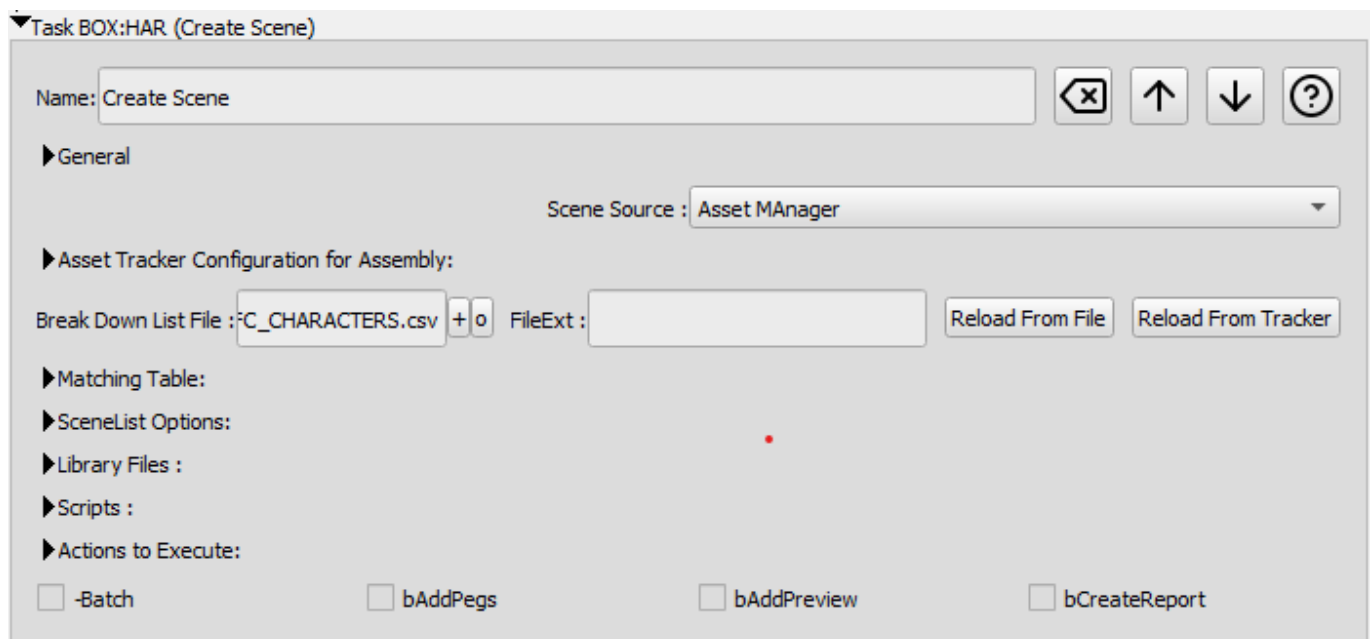 Task BOX:HAR (Create Scene)
Name: Create Scene
General
Scene Source : Asset MAnager
Asset Tracker Configuration for Assembly:
Break Down List File : FC_CHARACTERS.csv + o FileExt : Reload From File Reload From Tracker
Matching Table:
SceneList Options:
Library Files :
Scripts :
Actions to Execute:
-Batch bAddPegs bAddPreview bCreateReport